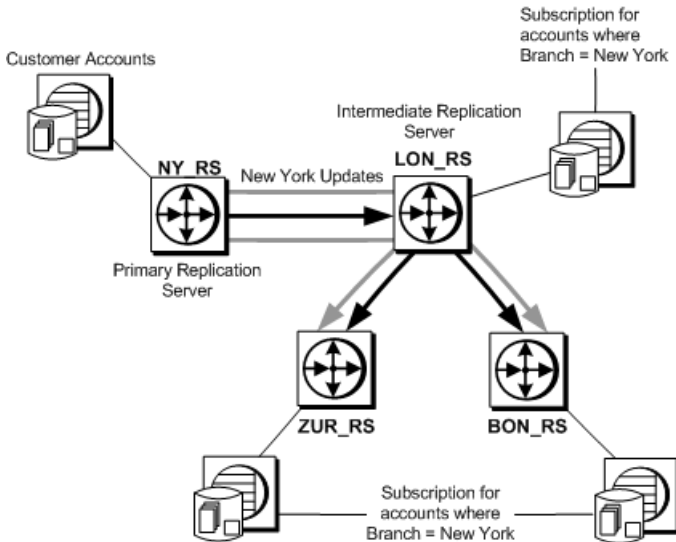 Subscription for
accounts where
Branch = New York
Customer Accounts
Intermediate Replication
Server
LON_RS
NY_RS
New York Updates
Primary Replication
Server
ZUR_RS
BON_RS
Subscription for
accounts where
Branch = New York